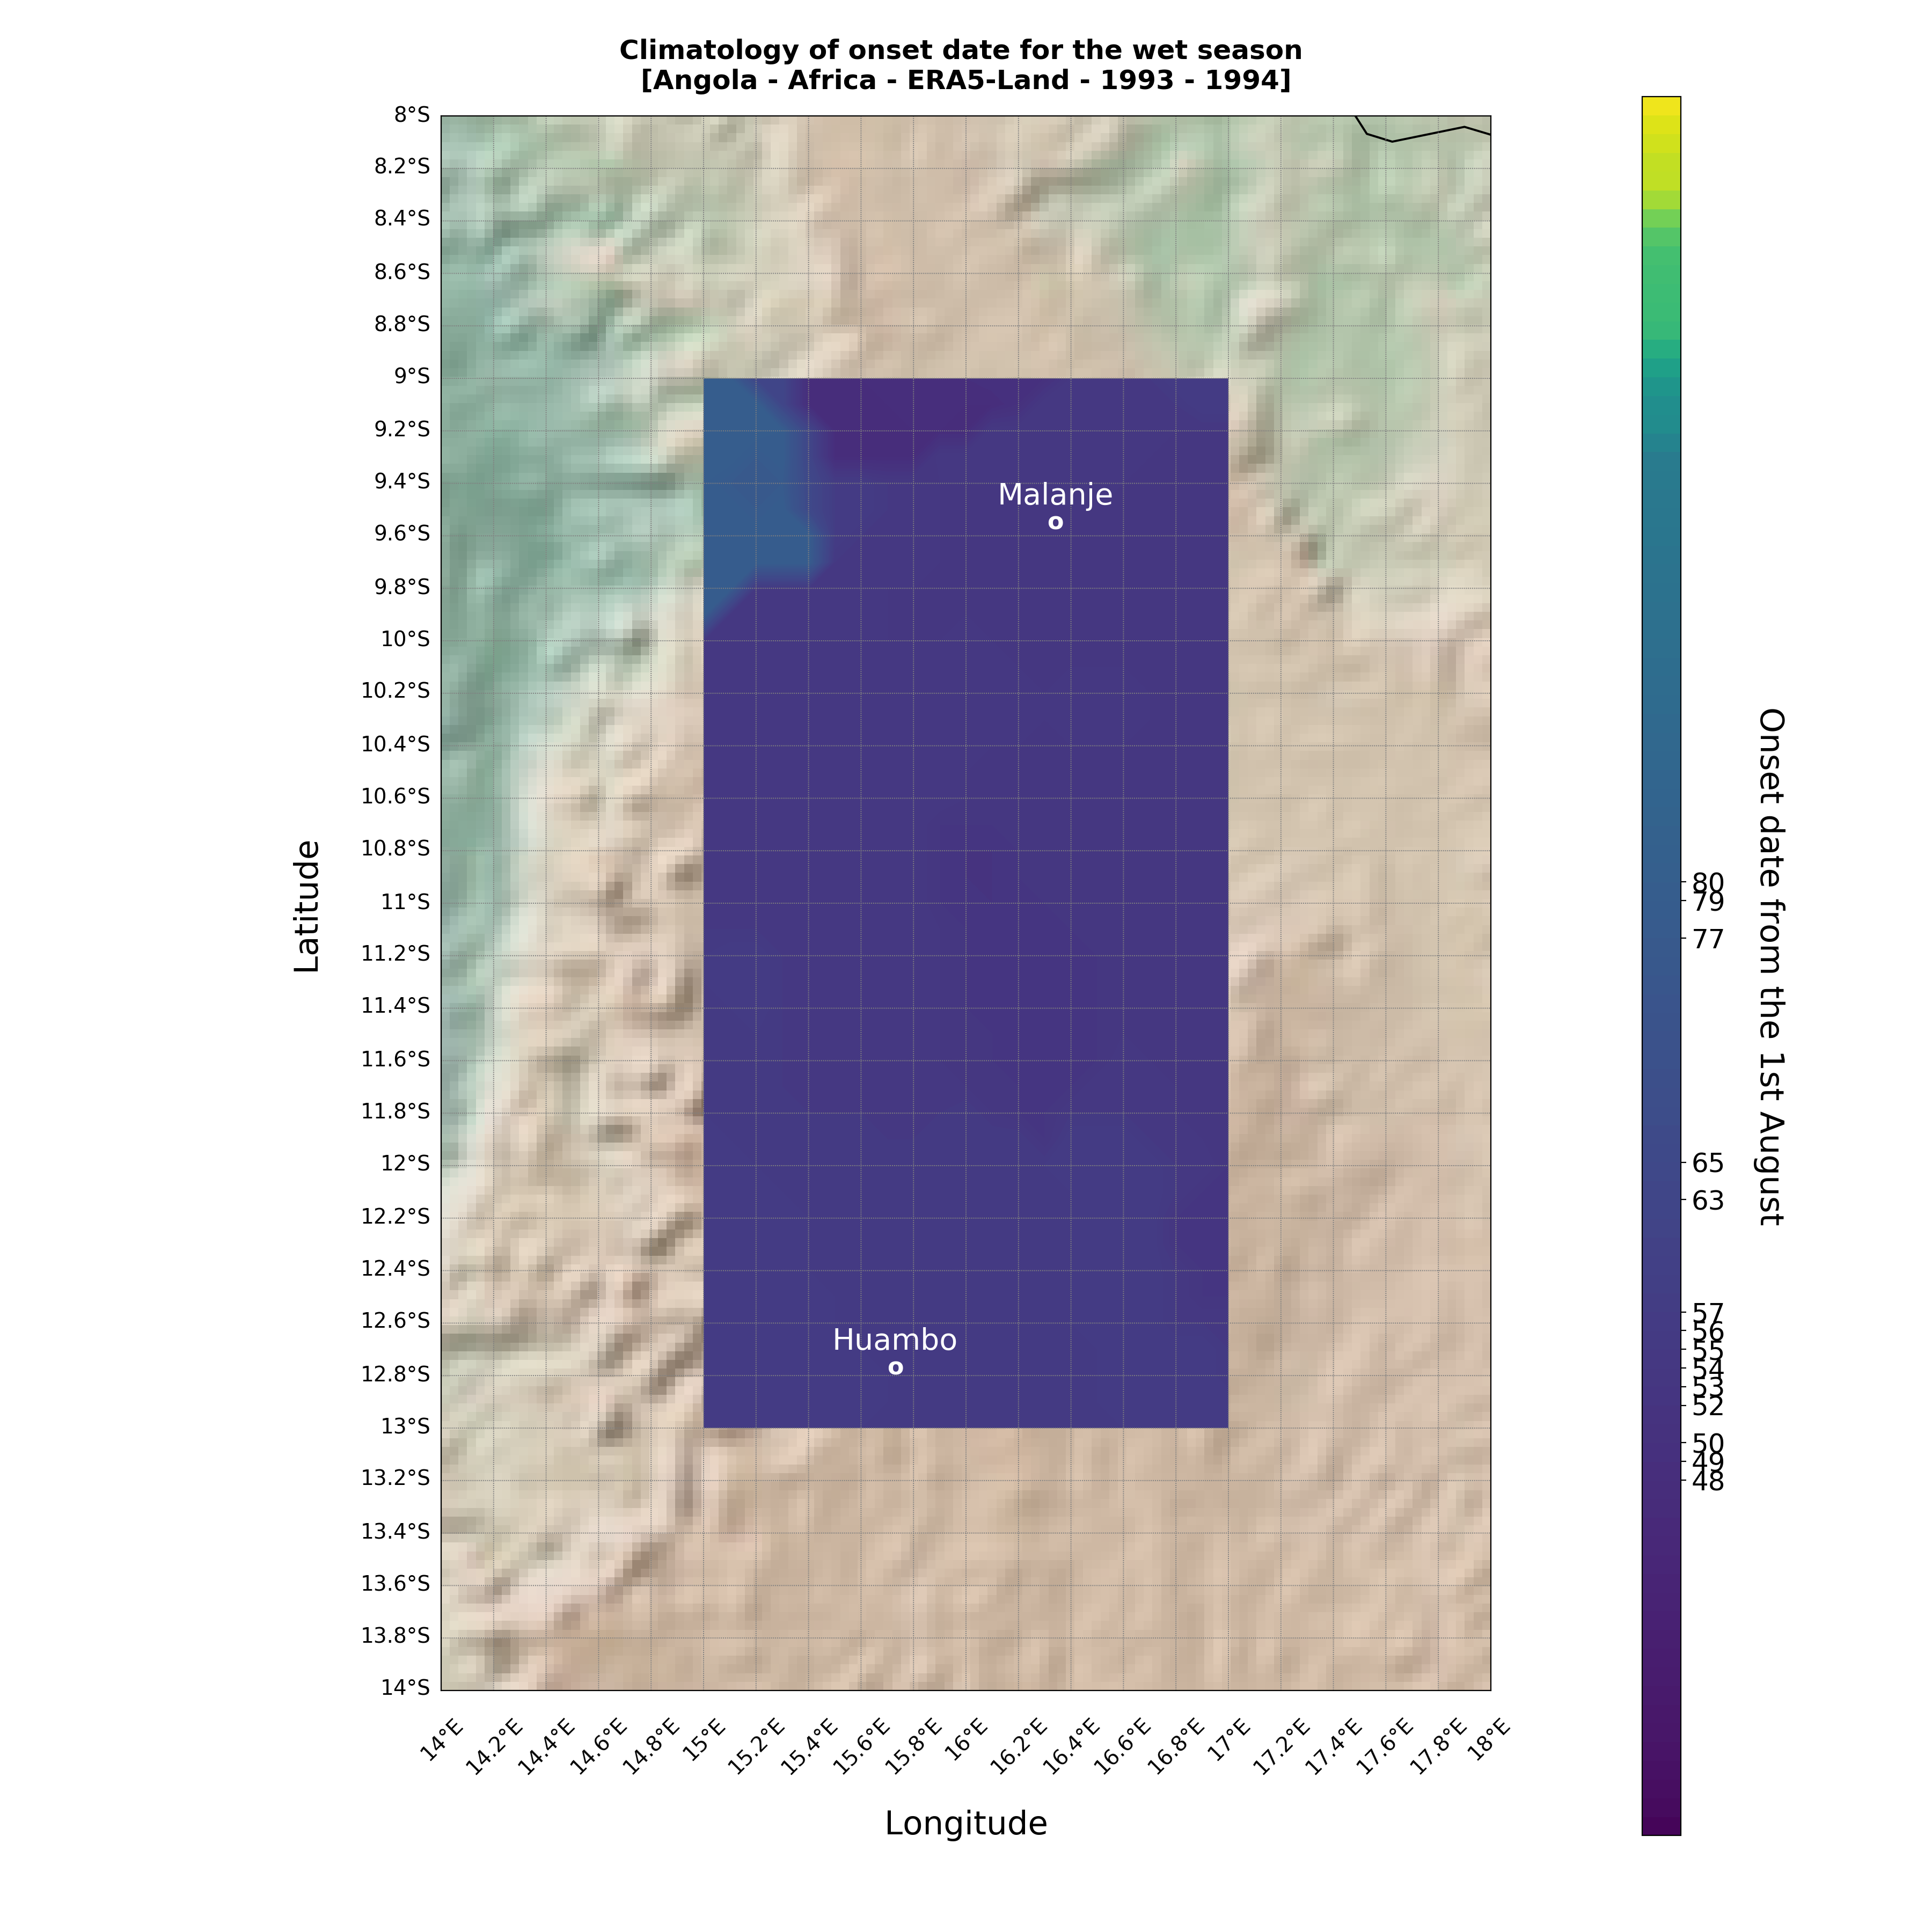 Climatology of onset date for the wet season
[Angola - Africa - ERA5-Land - 1993 - 1994]
8°S
8.2°S
8.4°S
8.6°S
8.8°S
9°S
9.2°S
9.4°S
9.6°S
9.8°S
10°S
10.2°S
10.4°S
10.6°S
10.8°S
11°S
11.2°S
11.4°S
11.6°S
11.8°S
12°S
12.2°S
12.4°S
12.6°S
12.8°S
13°S
13.2°S
13.4°S
13.6°S
13.8°S
14°S
Latitude
Malanje
Huambo
14°E 14.2°E 14.4°E 14.6°E 14.8°E 15°E 15.2°E 15.4°E 15.6°E 15.8°E 16°E 16.2°E 16.4°E 16.6°E 16.8°E 17°E 17.2°E 17.4°E 17.6°E 17.8°E 18°E
Longitude
80
79
77
65
63
57
56
55
54
53
52
50
49
48
Onset date from the 1st August